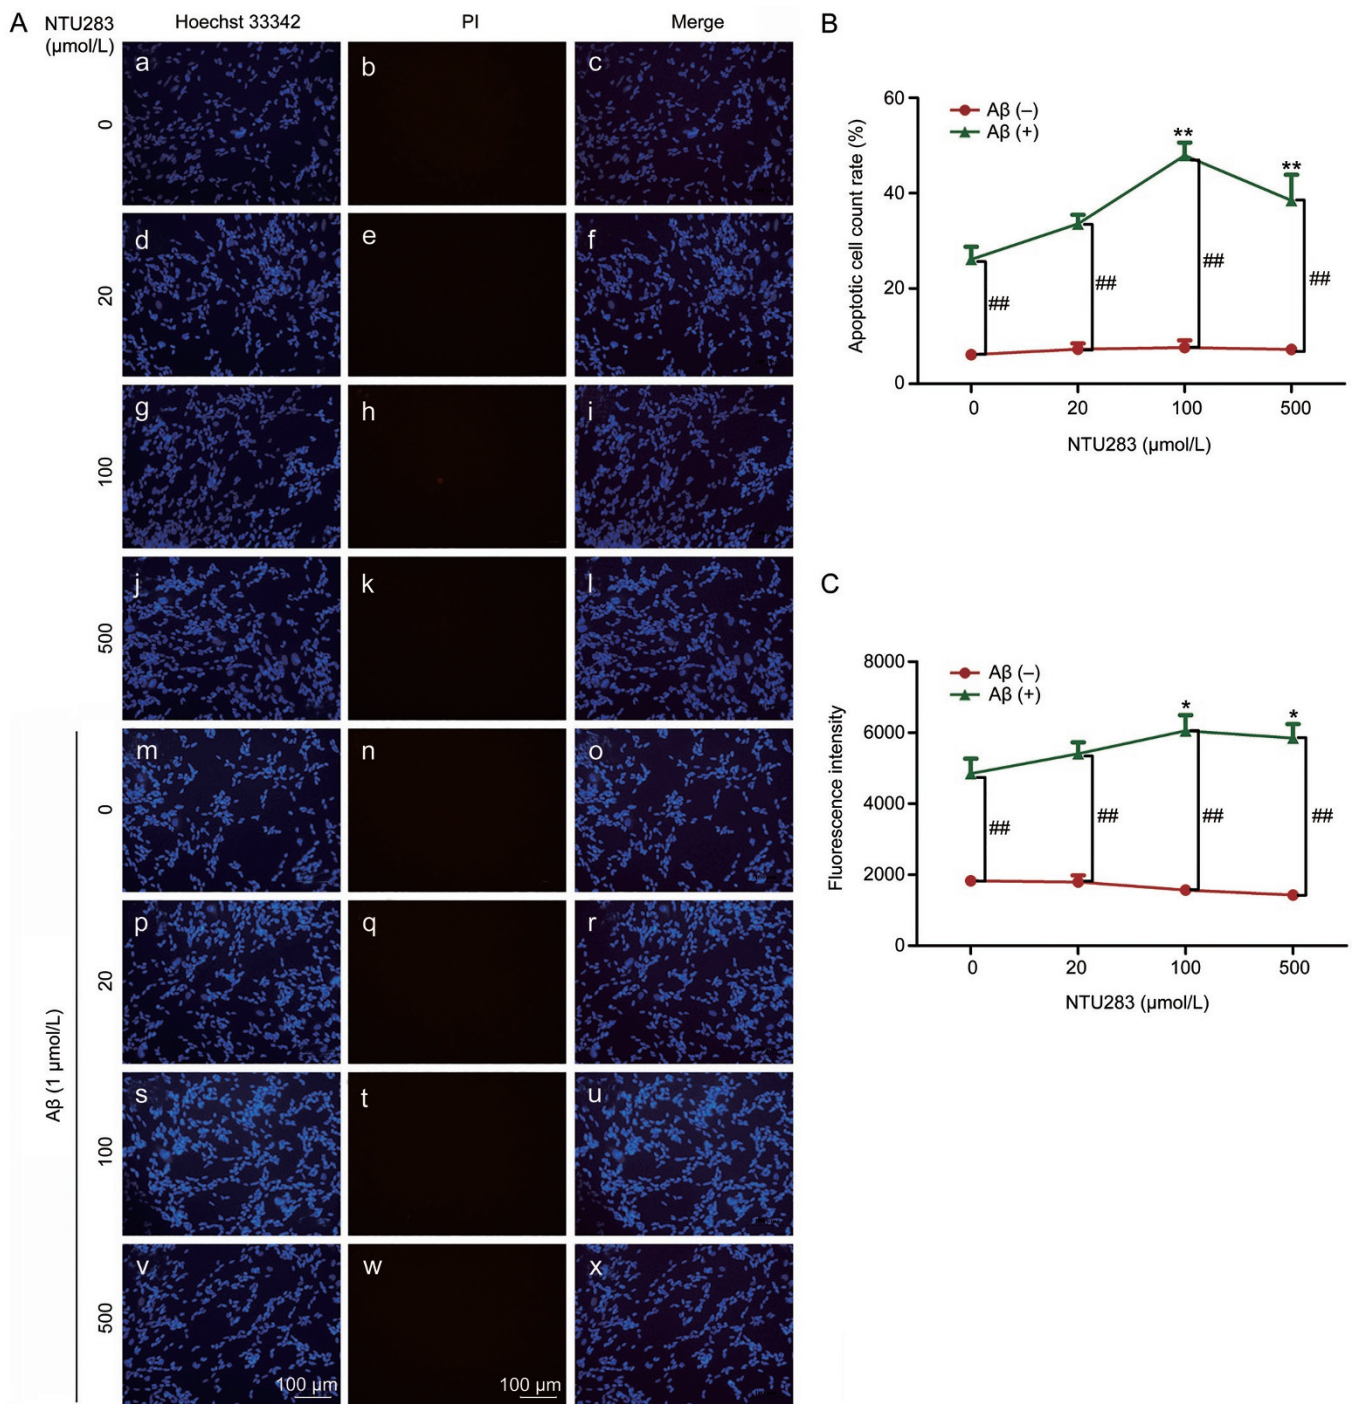 A
NTU283
(μmol/L)
Hoechst 33342
PI
Merge
0
a
b
c
20
d
e
f
100
g
h
i
500
j
k
l
Aβ (1 μmol/L)
0
m
n
o
20
p
q
r
100
s
t
u
500
v
w
x
100 μm
100 μm
B
Apoptotic cell count rate (%)
60
40
20
0
Aβ (–)
Aβ (+)
**
**
##
##
##
##
0 20 100 500
NTU283 (μmol/L)
C
Fluorescence intensity
8000
6000
4000
2000
0
Aβ (–)
Aβ (+)
*
*
##
##
##
##
0 20 100 500
NTU283 (μmol/L)